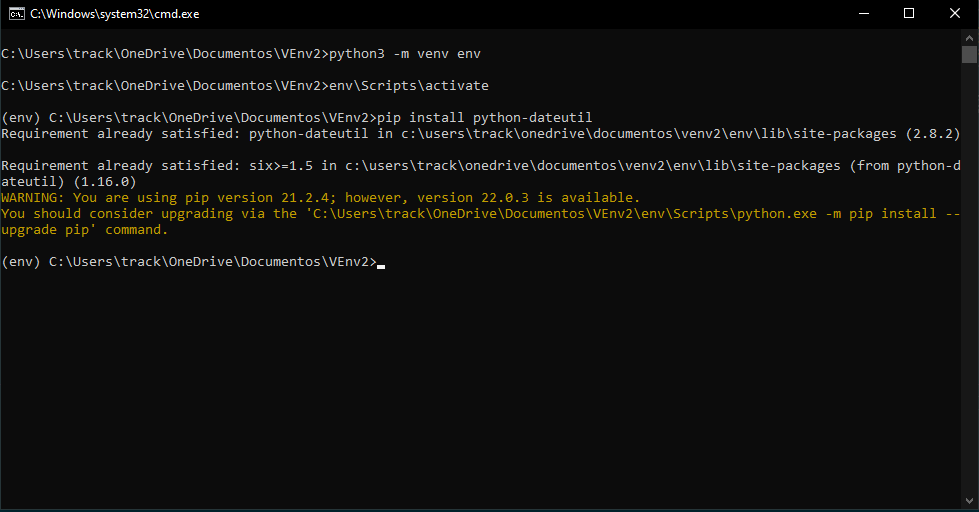 C:\Windows\system32\cmd.exe
C:\Users\track\OneDrive\Documentos\VEnv2>python3 -m venv env
C:\Users\track\OneDrive\Documentos\VEnv2>env\Scripts\activate
(env) C:\Users\track\OneDrive\Documentos\VEnv2>pip install python-dateutil
Requirement already satisfied: python-dateutil in c:\users\track\onedrive\documentos\venv2\env\lib\site-packages (2.8.2)
Requirement already satisfied: six>=1.5 in c:\users\track\onedrive\documentos\venv2\env\lib\site-packages (from python-d
ateutil) (1.16.0)
WARNING: You are using pip version 21.2.4; however, version 22.0.3 is available.
You should consider upgrading via the 'C:\Users\track\OneDrive\Documentos\VEnv2\env\Scripts\python.exe -m pip install --
upgrade pip' command.
(env) C:\Users\track\OneDrive\Documentos\VEnv2>